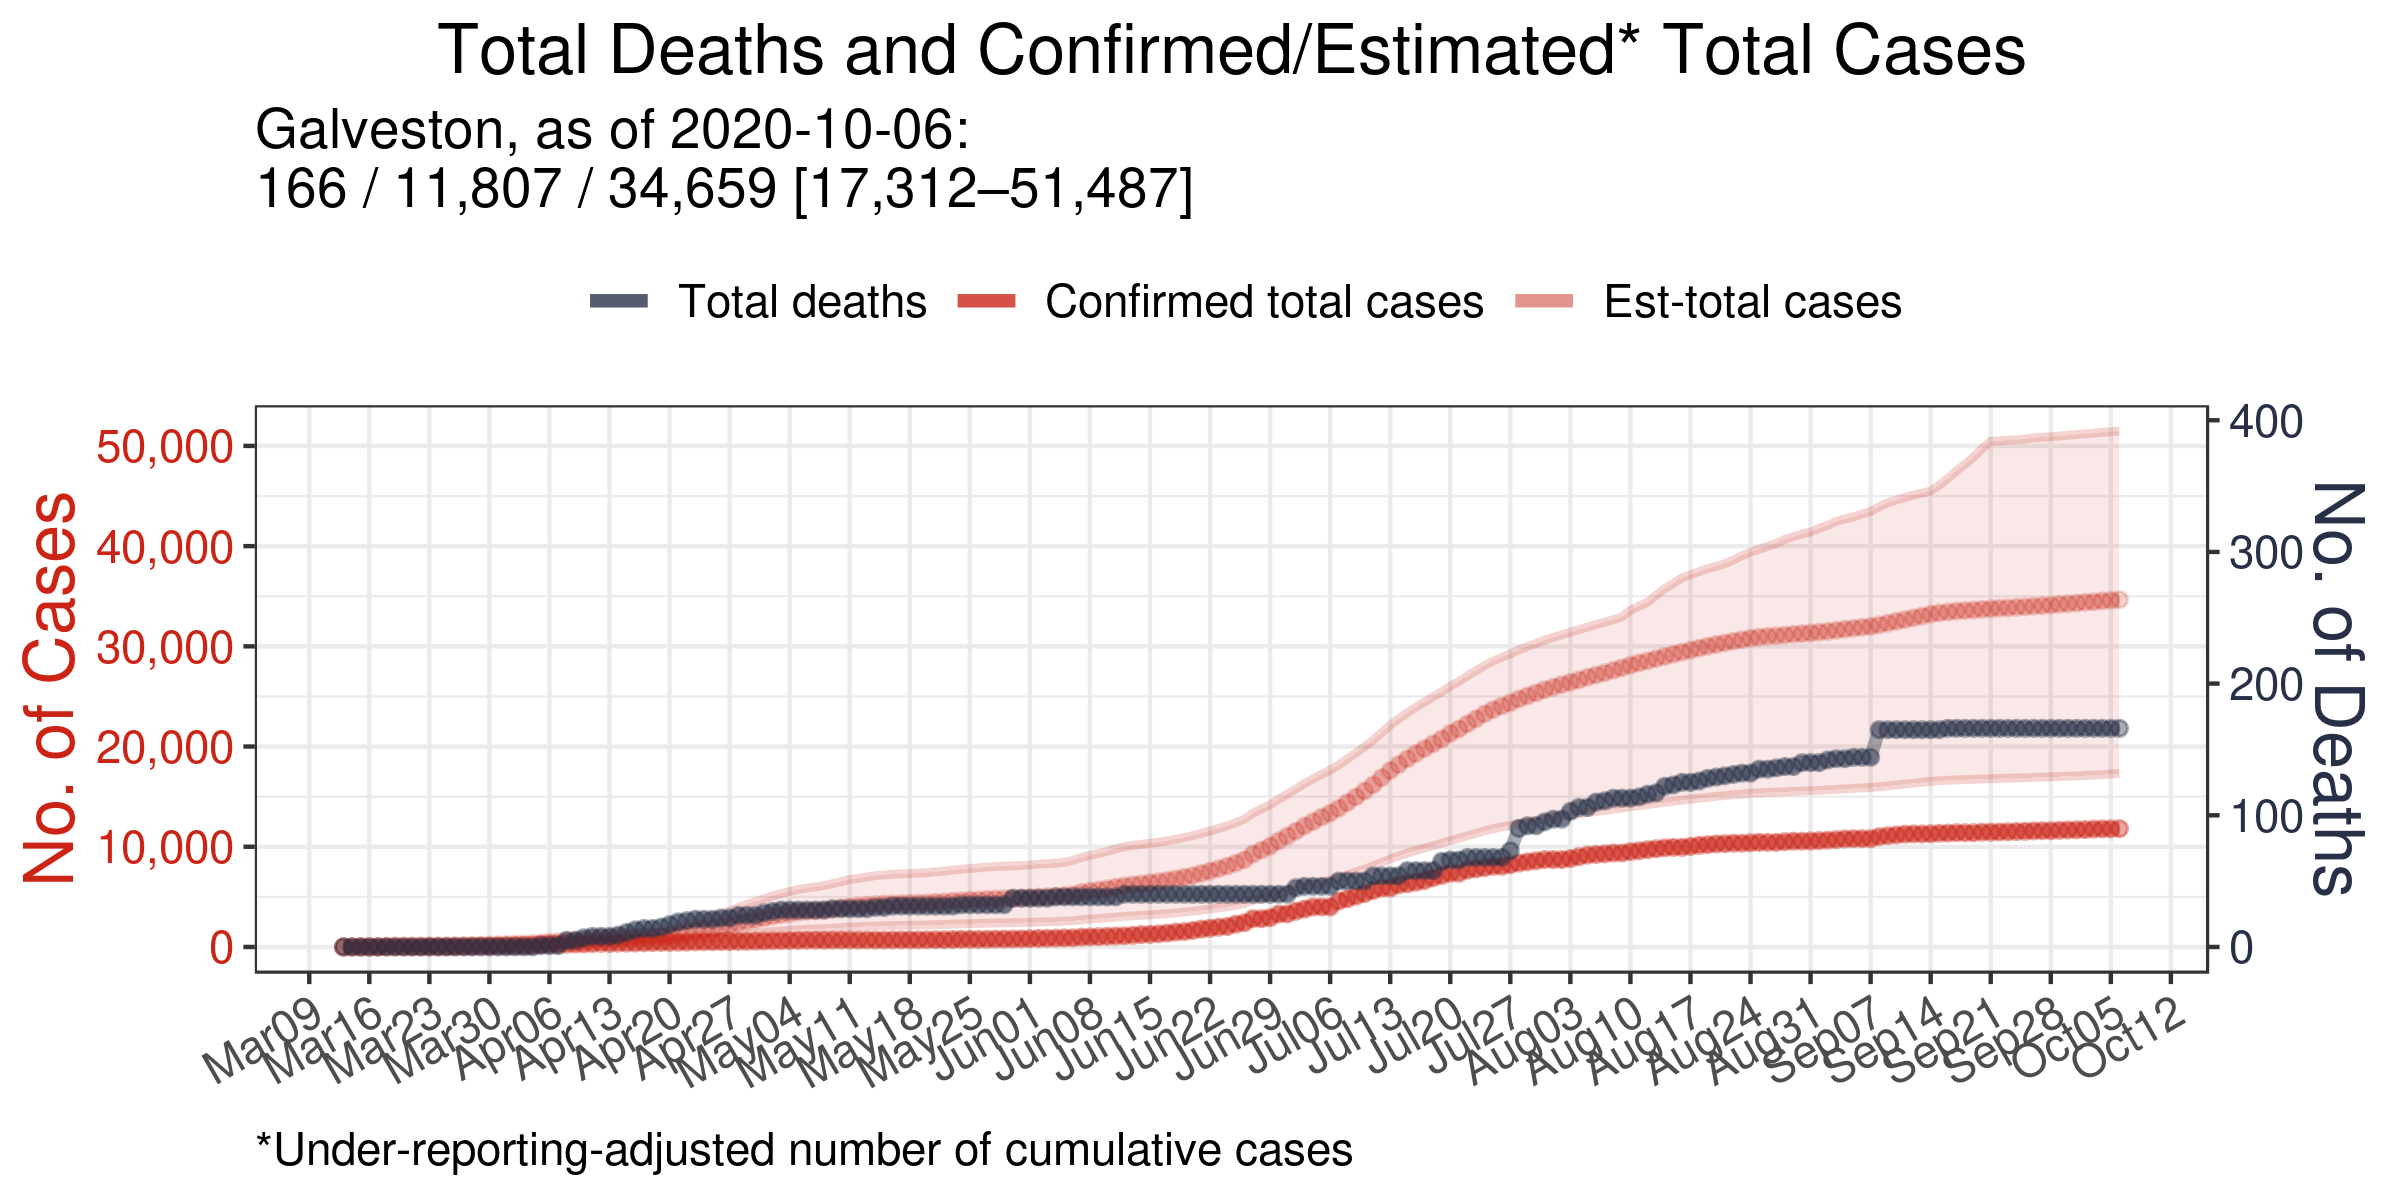 Total Deaths and Confirmed/Estimated* Total Cases
Galveston, as of 2020-10-06:
166 / 11,807 / 34,659 [17,312–51,487]
Total deaths Confirmed total cases Est-total cases
No. of Cases
50,000
40,000
30,000
20,000
10,000
0
400
300
200
100
0
No. of Deaths
Mar09 Mar16 Mar23 Mar30 Apr06 Apr13 Apr20 Apr27 May04 May11 May18 May25 Jun01 Jun08 Jun15 Jun22 Jun29 Jul06 Jul13 Jul20 Jul27 Aug03 Aug10 Aug17 Aug24 Aug31 Sep07 Sep14 Sep21 Sep28 Oct05 Oct12
*Under-reporting-adjusted number of cumulative cases